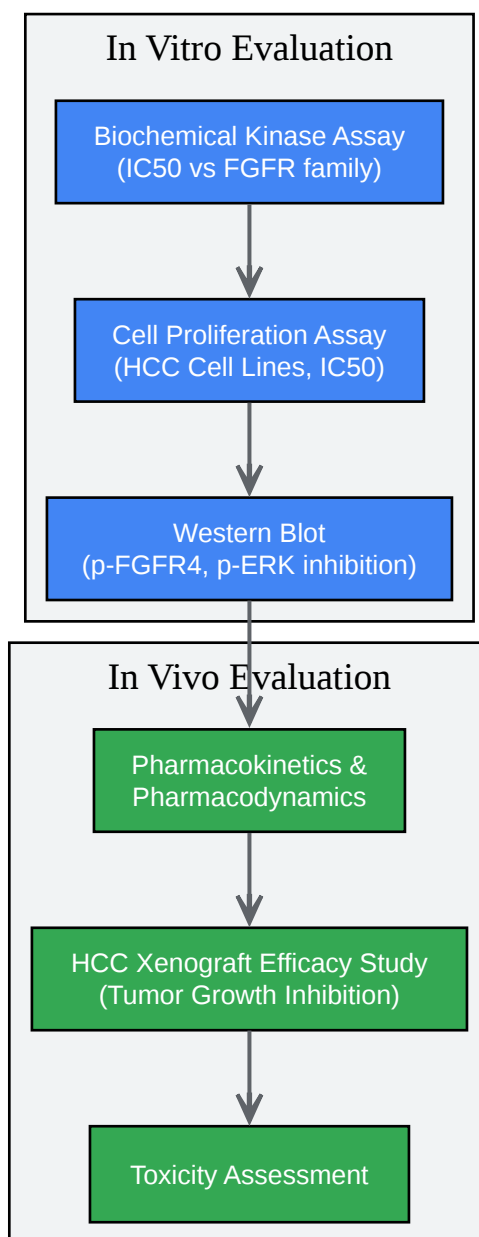 In Vitro Evaluation
Biochemical Kinase Assay
(IC50 vs FGFR family)
Cell Proliferation Assay
(HCC Cell Lines, IC50)
Western Blot
(p-FGFR4, p-ERK inhibition)
In Vivo Evaluation
Pharmacokinetics &
Pharmacodynamics
HCC Xenograft Efficacy Study
(Tumor Growth Inhibition)
Toxicity Assessment